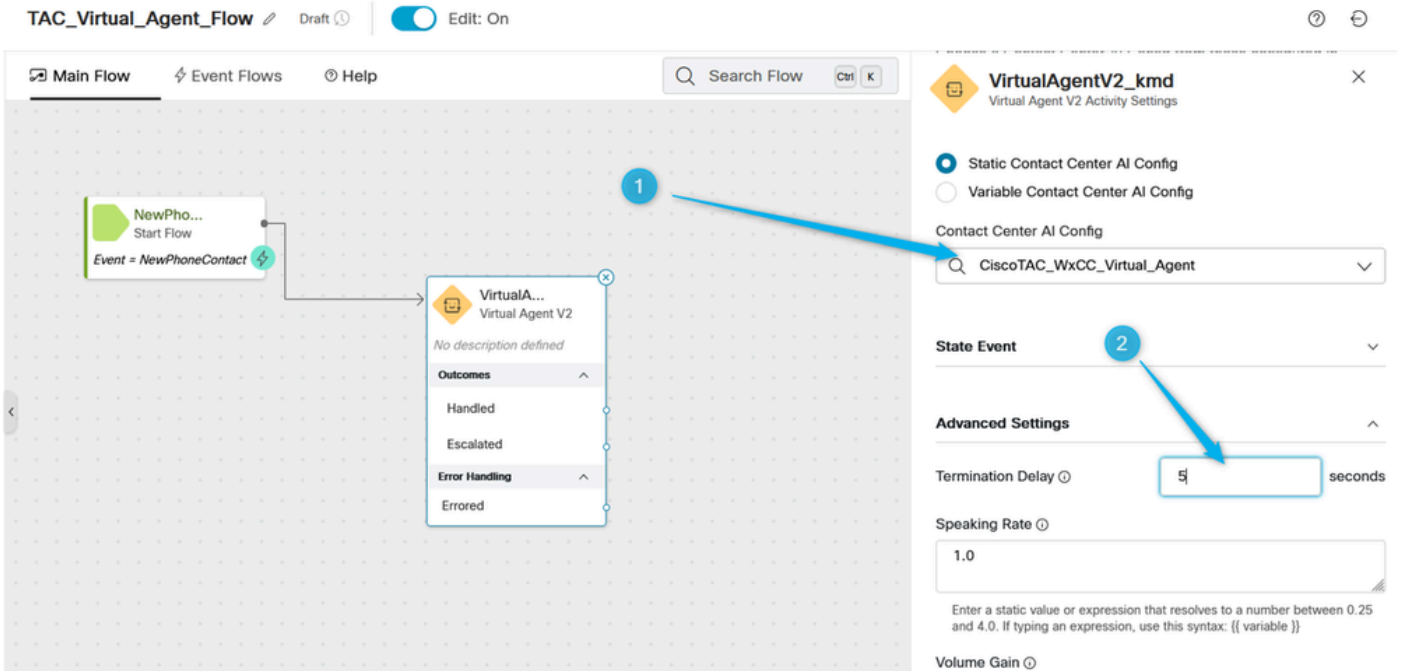 TAC_Virtual_Agent_Flow
Draft
Edit: On
Main Flow
Event Flows
Help
Search Flow
Ctrl
K
NewPho...
Start Flow
Event = NewPhoneContact
VirtualA...
Virtual Agent V2
No description defined
Outcomes
Handled
Escalated
Error Handling
Errored
1
VirtualAgentV2_kmd
Virtual Agent V2 Activity Settings
Static Contact Center AI Config
Variable Contact Center AI Config
Contact Center AI Config
CiscoTAC_WxCC_Virtual_Agent
State Event
2
Advanced Settings
Termination Delay
5
seconds
Speaking Rate
1.0
Enter a static value or expression that resolves to a number between 0.25
and 4.0. If typing an expression, use this syntax: {{ variable }}
Volume Gain